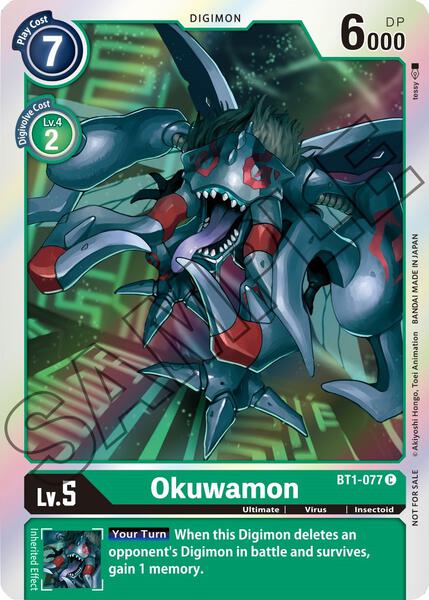 Play Cost
7
DIGIMON
DP
6000
Digivolve Cost
Lv.4
2
tessy
SAMPLE
© Akiyoshi Hongo, Toei Animation BANDAI MADE IN JAPAN
NOT FOR SALE
Lv.5
Okuwamon
BT1-077 C
Ultimate | Virus | Insectoid
Inherited Effect
Your Turn When this Digimon deletes an
opponent's Digimon in battle and survives,
gain 1 memory.